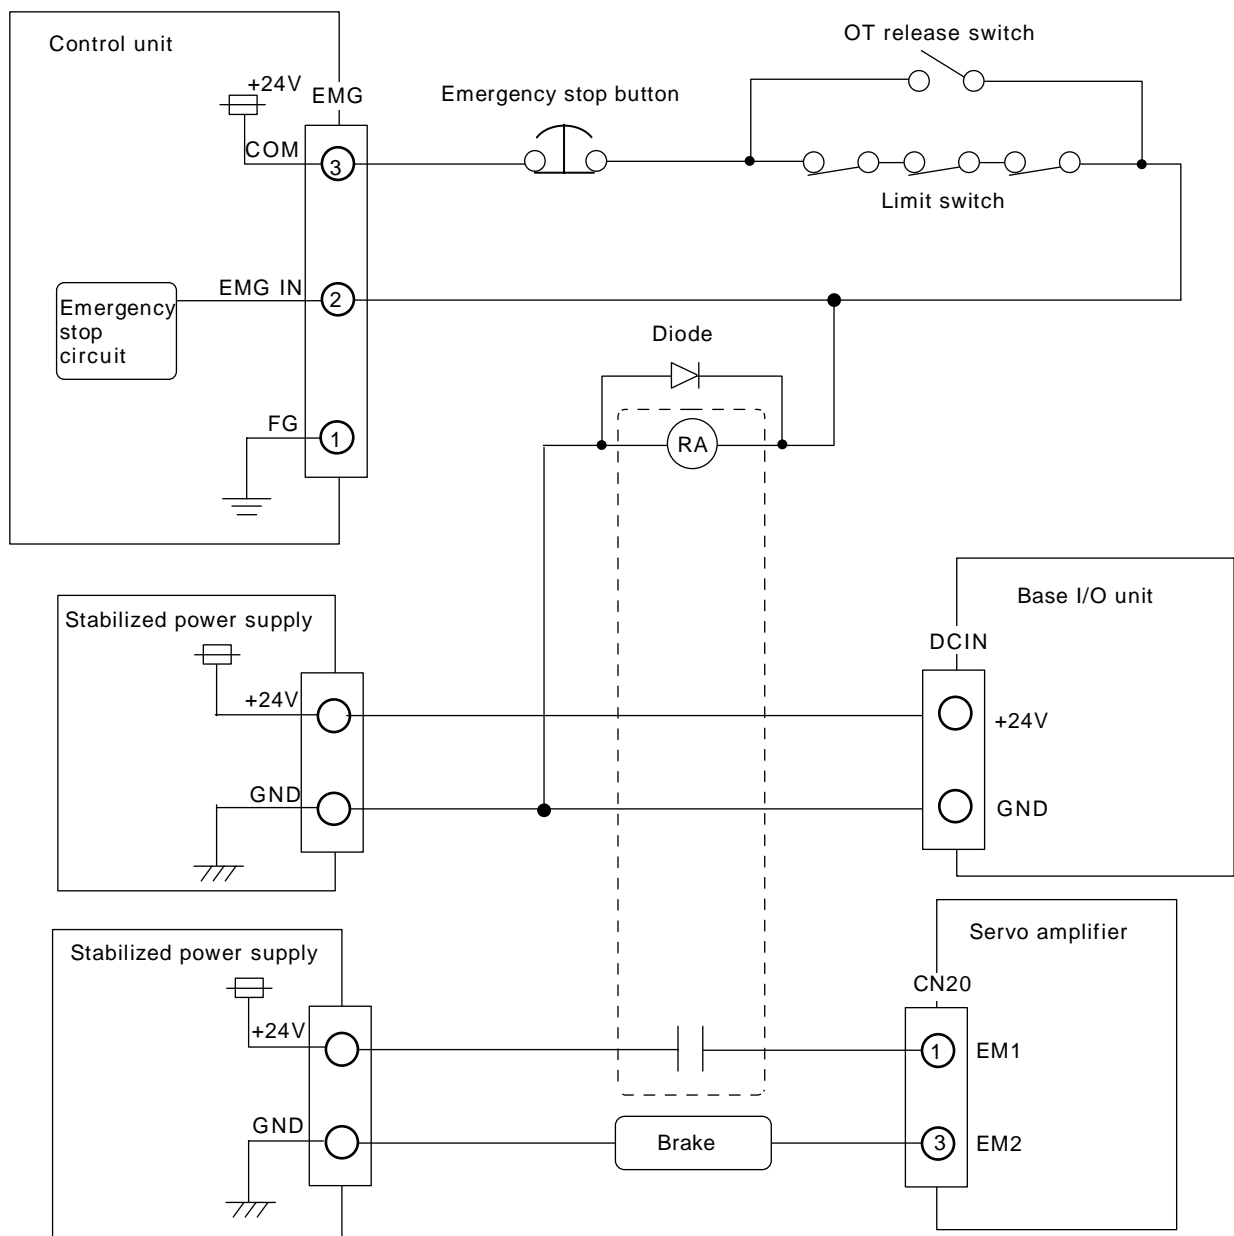 Control unit
OT release switch
+24V
EMG
Emergency stop button
COM
3
Limit switch
EMG IN
2
Emergency
stop
circuit
Diode
FG
1
RA
Stabilized power supply
Base I/O unit
DCIN
+24V
+24V
GND
GND
Stabilized power supply
Servo amplifier
CN20
+24V
1
EM1
GND
Brake
3
EM2